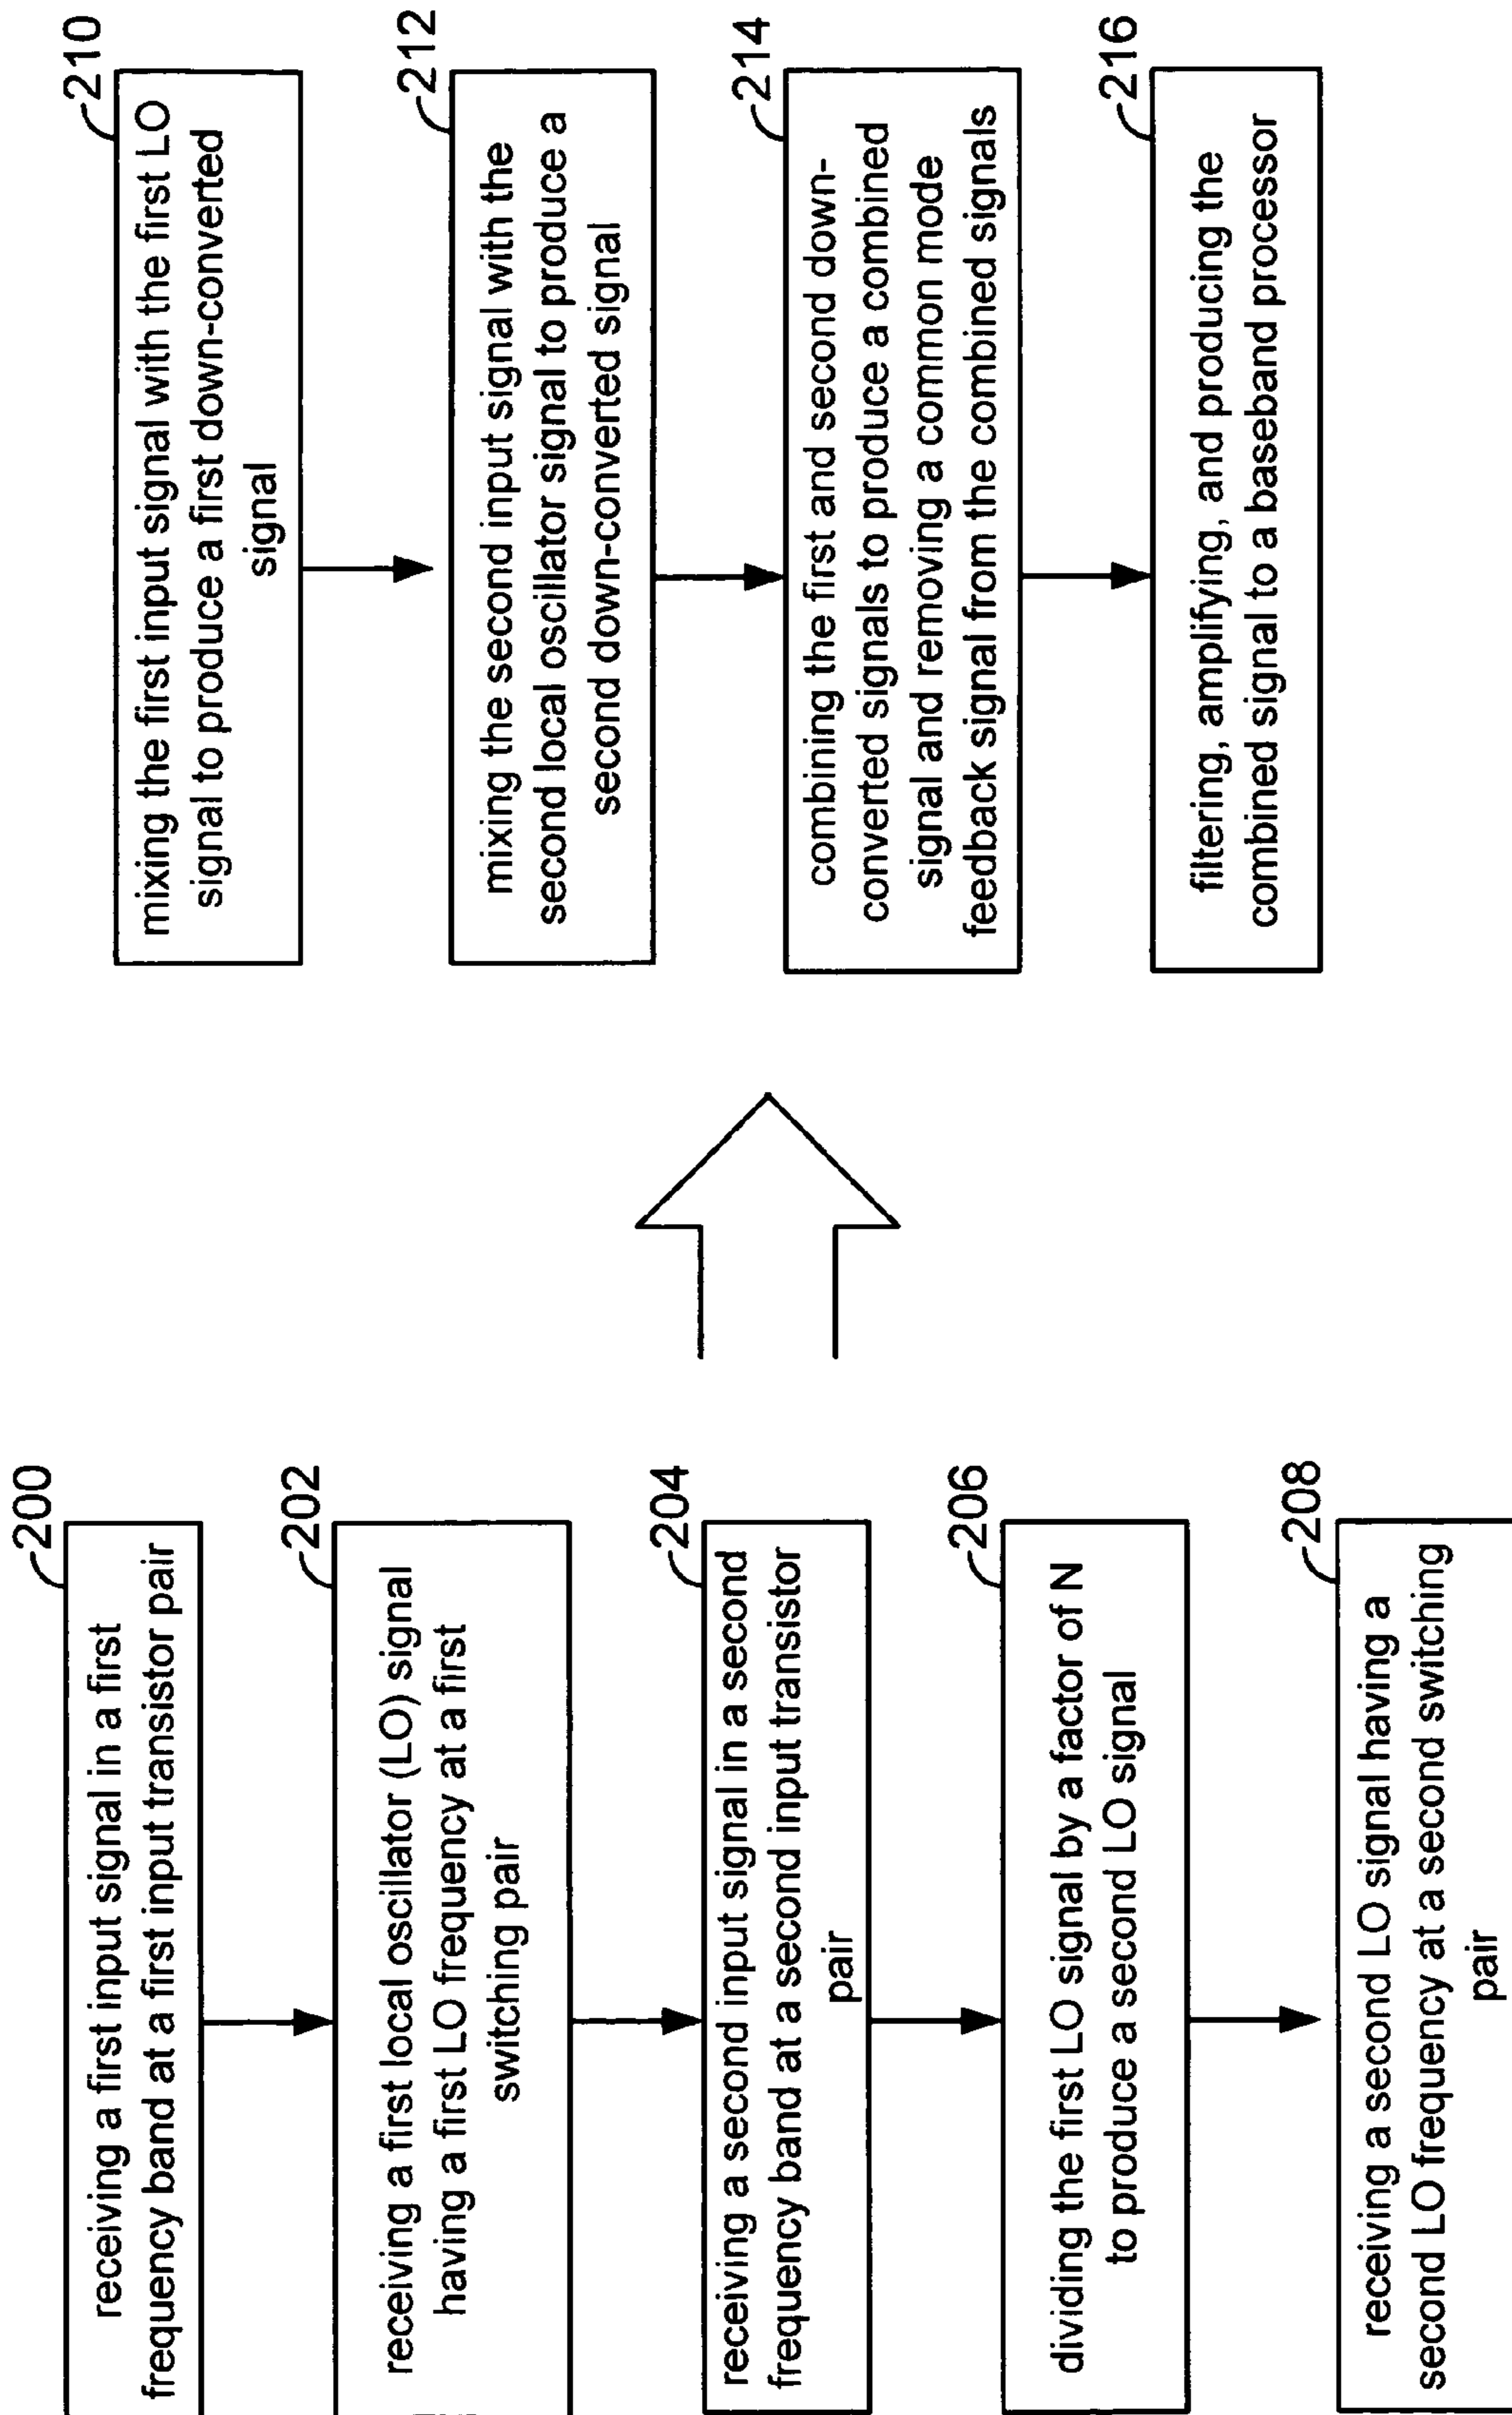 200
receiving a first input signal in a first
frequency band at a first input transistor pair
202
receiving a first local oscillator (LO) signal
having a first LO frequency at a first
switching pair
204
receiving a second input signal in a second
frequency band at a second input transistor
pair
206
dividing the first LO signal by a factor of N
to produce a second LO signal
208
receiving a second LO signal having a
second LO frequency at a second switching
pair
210
mixing the first input signal with the first LO
signal to produce a first down-converted
signal
212
mixing the second input signal with the
second local oscillator signal to produce a
second down-converted signal
214
combining the first and second down-
converted signals to produce a combined
signal and removing a common mode
feedback signal from the combined signals
216
filtering, amplifying, and producing the
combined signal to a baseband processor